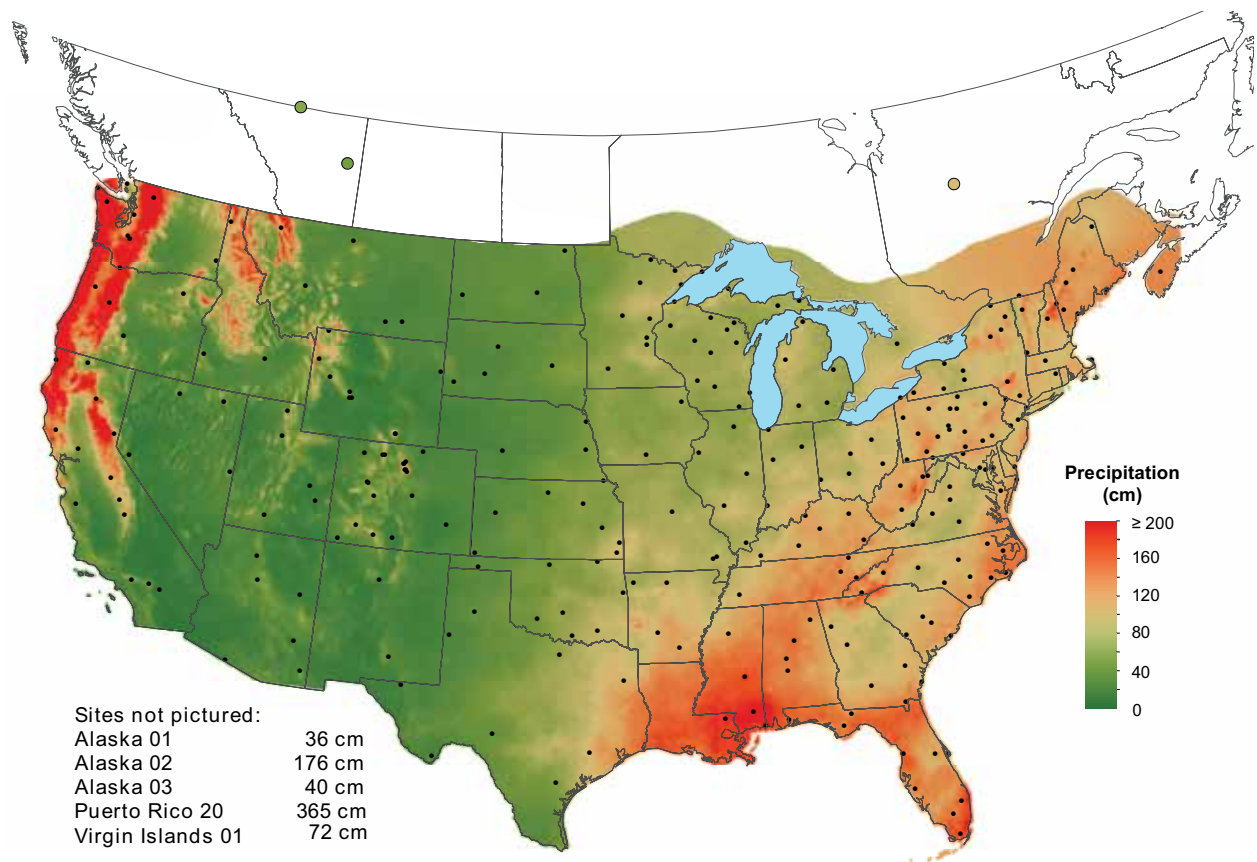 Precipitation
(cm)
≥ 200
160
120
80
40
0
Sites not pictured:
Alaska 01 36 cm
Alaska 02 176 cm
Alaska 03 40 cm
Puerto Rico 20 365 cm
Virgin Islands 01 72 cm